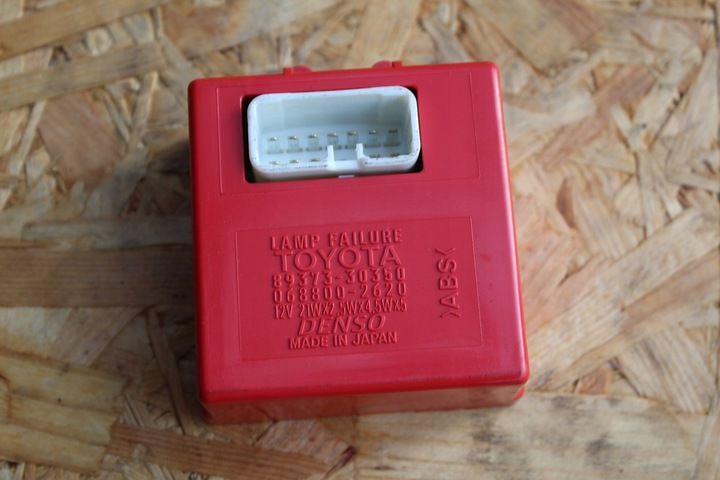 LAMP FAILURE
TOYOTA
89373-30350
068800-2620
12V 21WX2,5WX4,5WX5
DENSO
MADE IN JAPAN
>ABS<